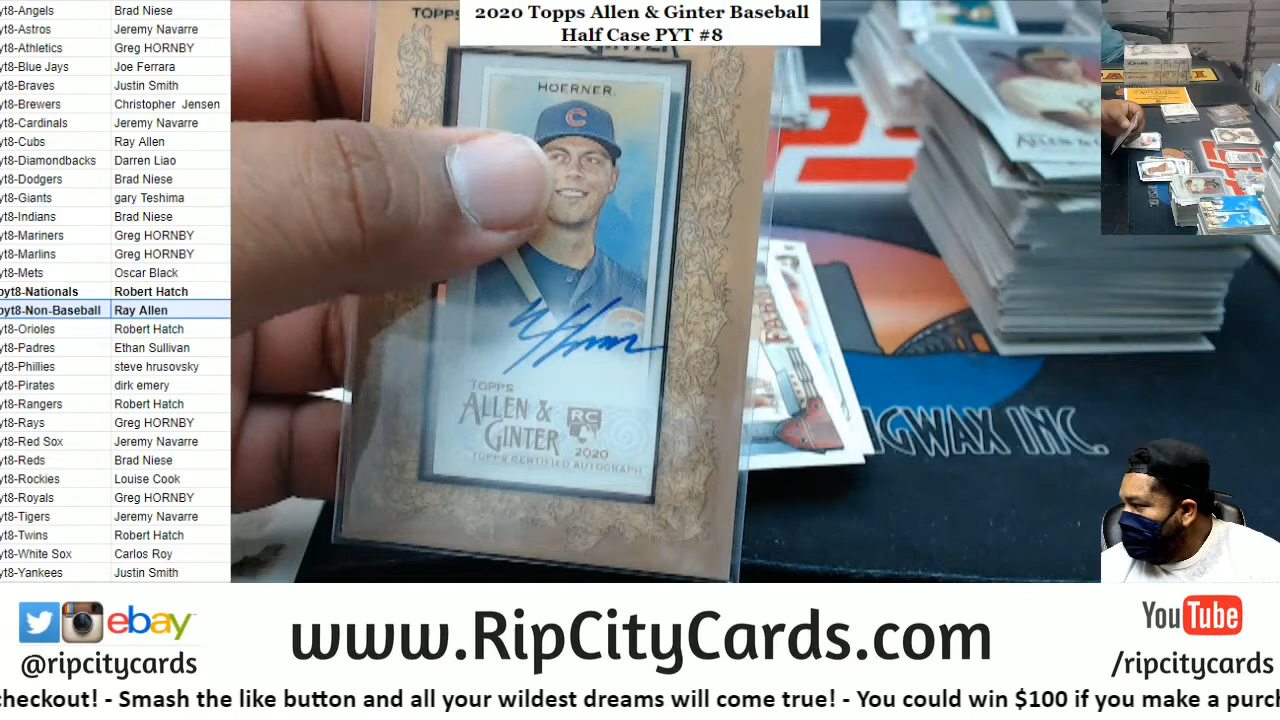 2020 Topps Allen & Ginter Baseball
Half Case PYT #8
yt8-Angels Brad Niese
yt8-Astros Jeremy Navarre
yt8-Athletics Greg HORNBY
yt8-Blue Jays Joe Ferrara
yt8-Braves Justin Smith
yt8-Brewers Christopher Jensen
yt8-Cardinals Jeremy Navarre
yt8-Cubs Ray Allen
yt8-Diamondbacks Darren Liao
yt8-Dodgers Brad Niese
yt8-Giants gary Teshima
yt8-Indians Brad Niese
yt8-Mariners Greg HORNBY
yt8-Marlins Greg HORNBY
yt8-Mets Oscar Black
pyt8-Nationals Robert Hatch
pyt8-Non-Baseball Ray Allen
yt8-Orioles Robert Hatch
yt8-Padres Ethan Sullivan
yt8-Phillies steve hrusovsky
yt8-Pirates dirk emery
yt8-Rangers Robert Hatch
yt8-Rays Greg HORNBY
yt8-Red Sox Jeremy Navarre
yt8-Reds Brad Niese
yt8-Rockies Louise Cook
yt8-Royals Greg HORNBY
yt8-Tigers Jeremy Navarre
yt8-Twins Robert Hatch
yt8-White Sox Carlos Roy
yt8-Yankees Justin Smith
TOPPS
GINTER
HOERNER
C
TOPPS
ALLEN &
GINTER
RC
2020
TOPPS CERTIFIED AUTOGRAPH
ALLEN &
IGWAX INC.
ebay
@ripcitycards
www.RipCityCards.com
YouTube
/ripcitycards
checkout! - Smash the like button and all your wildest dreams will come true! - You could win $100 if you make a purch